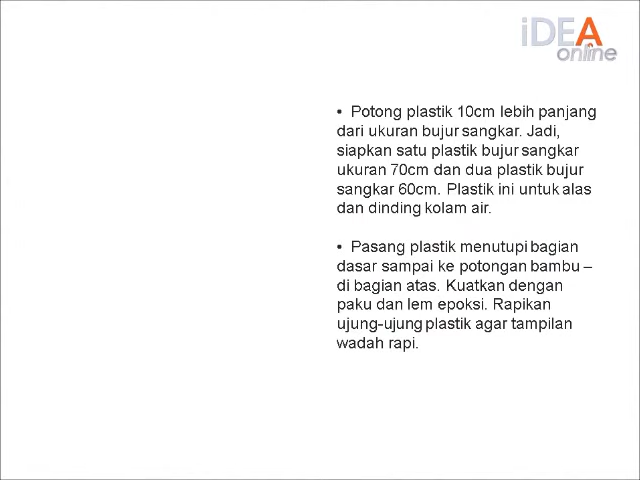 iDEA
online
• Potong plastik 10cm lebih panjang
dari ukuran bujur sangkar. Jadi,
siapkan satu plastik bujur sangkar
ukuran 70cm dan dua plastik bujur
sangkar 60cm. Plastik ini untuk alas
dan dinding kolam air.
• Pasang plastik menutupi bagian
dasar sampai ke potongan bambu –
di bagian atas. Kuatkan dengan
paku dan lem epoksi. Rapikan
ujung-ujung plastik agar tampilan
wadah rapi.